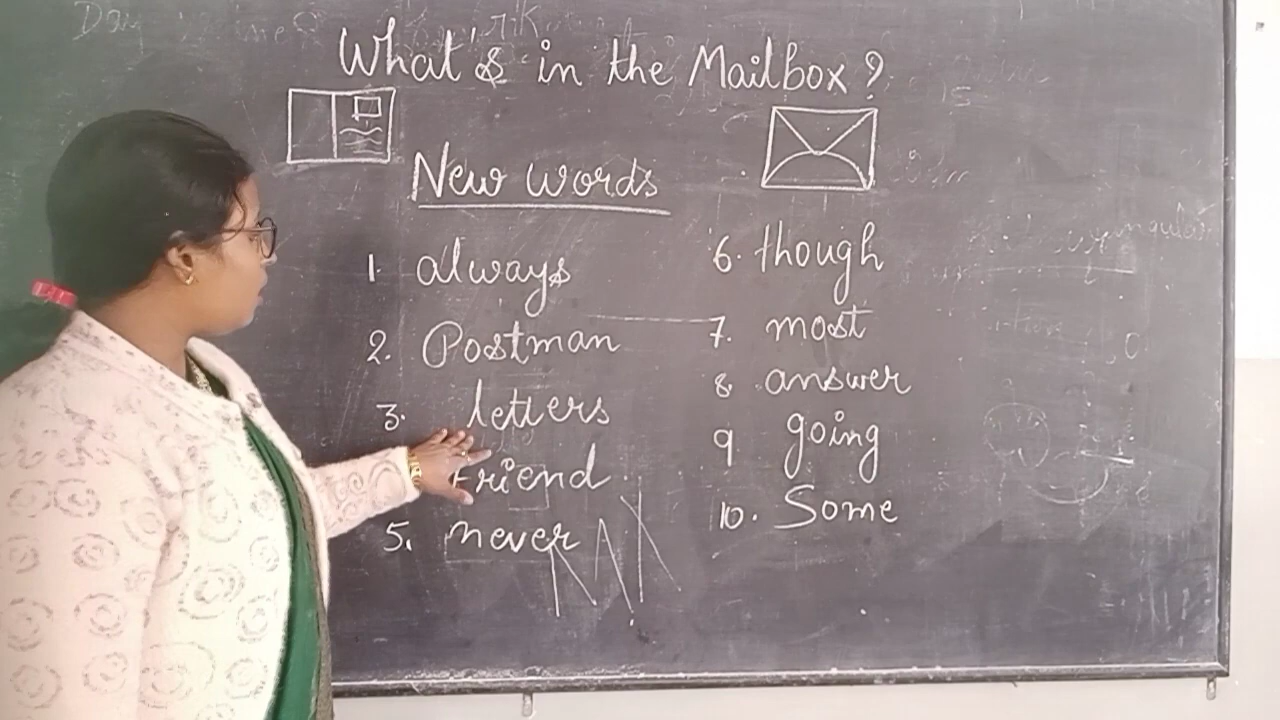 What's in the Mailbox?
New words
1. always
2. Postman
3. letters
friend
5. never
6. though
7. most
8. answer
9 going
10. Some